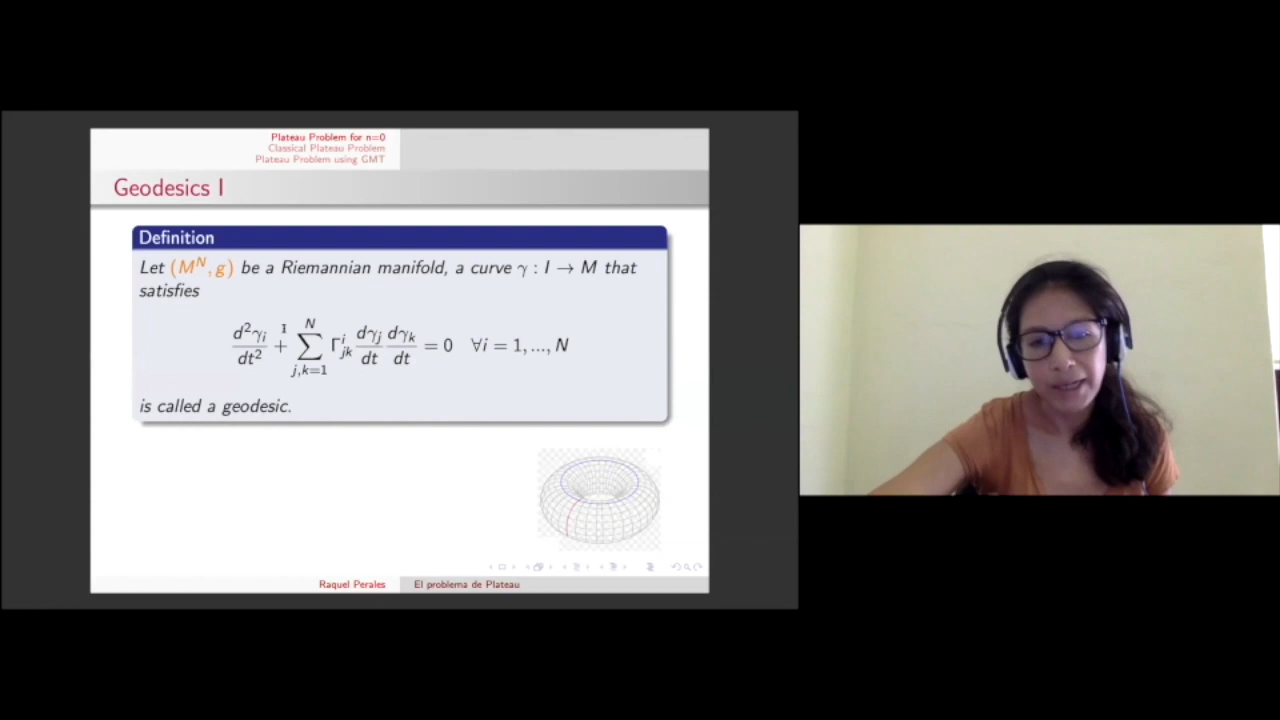 Plateau Problem for n=0
Classical Plateau Problem
Plateau Problem using GMT
Geodesics I
Definition
Let (M^N, g) be a Riemannian manifold, a curve γ : I → M that
satisfies
d²γ_i/dt² + ∑_{j,k=1}^{N} Γ^i_{jk} dγ_j/dt dγ_k/dt = 0 ∀i = 1, ..., N
is called a geodesic.
Raquel Perales El problema de Plateau